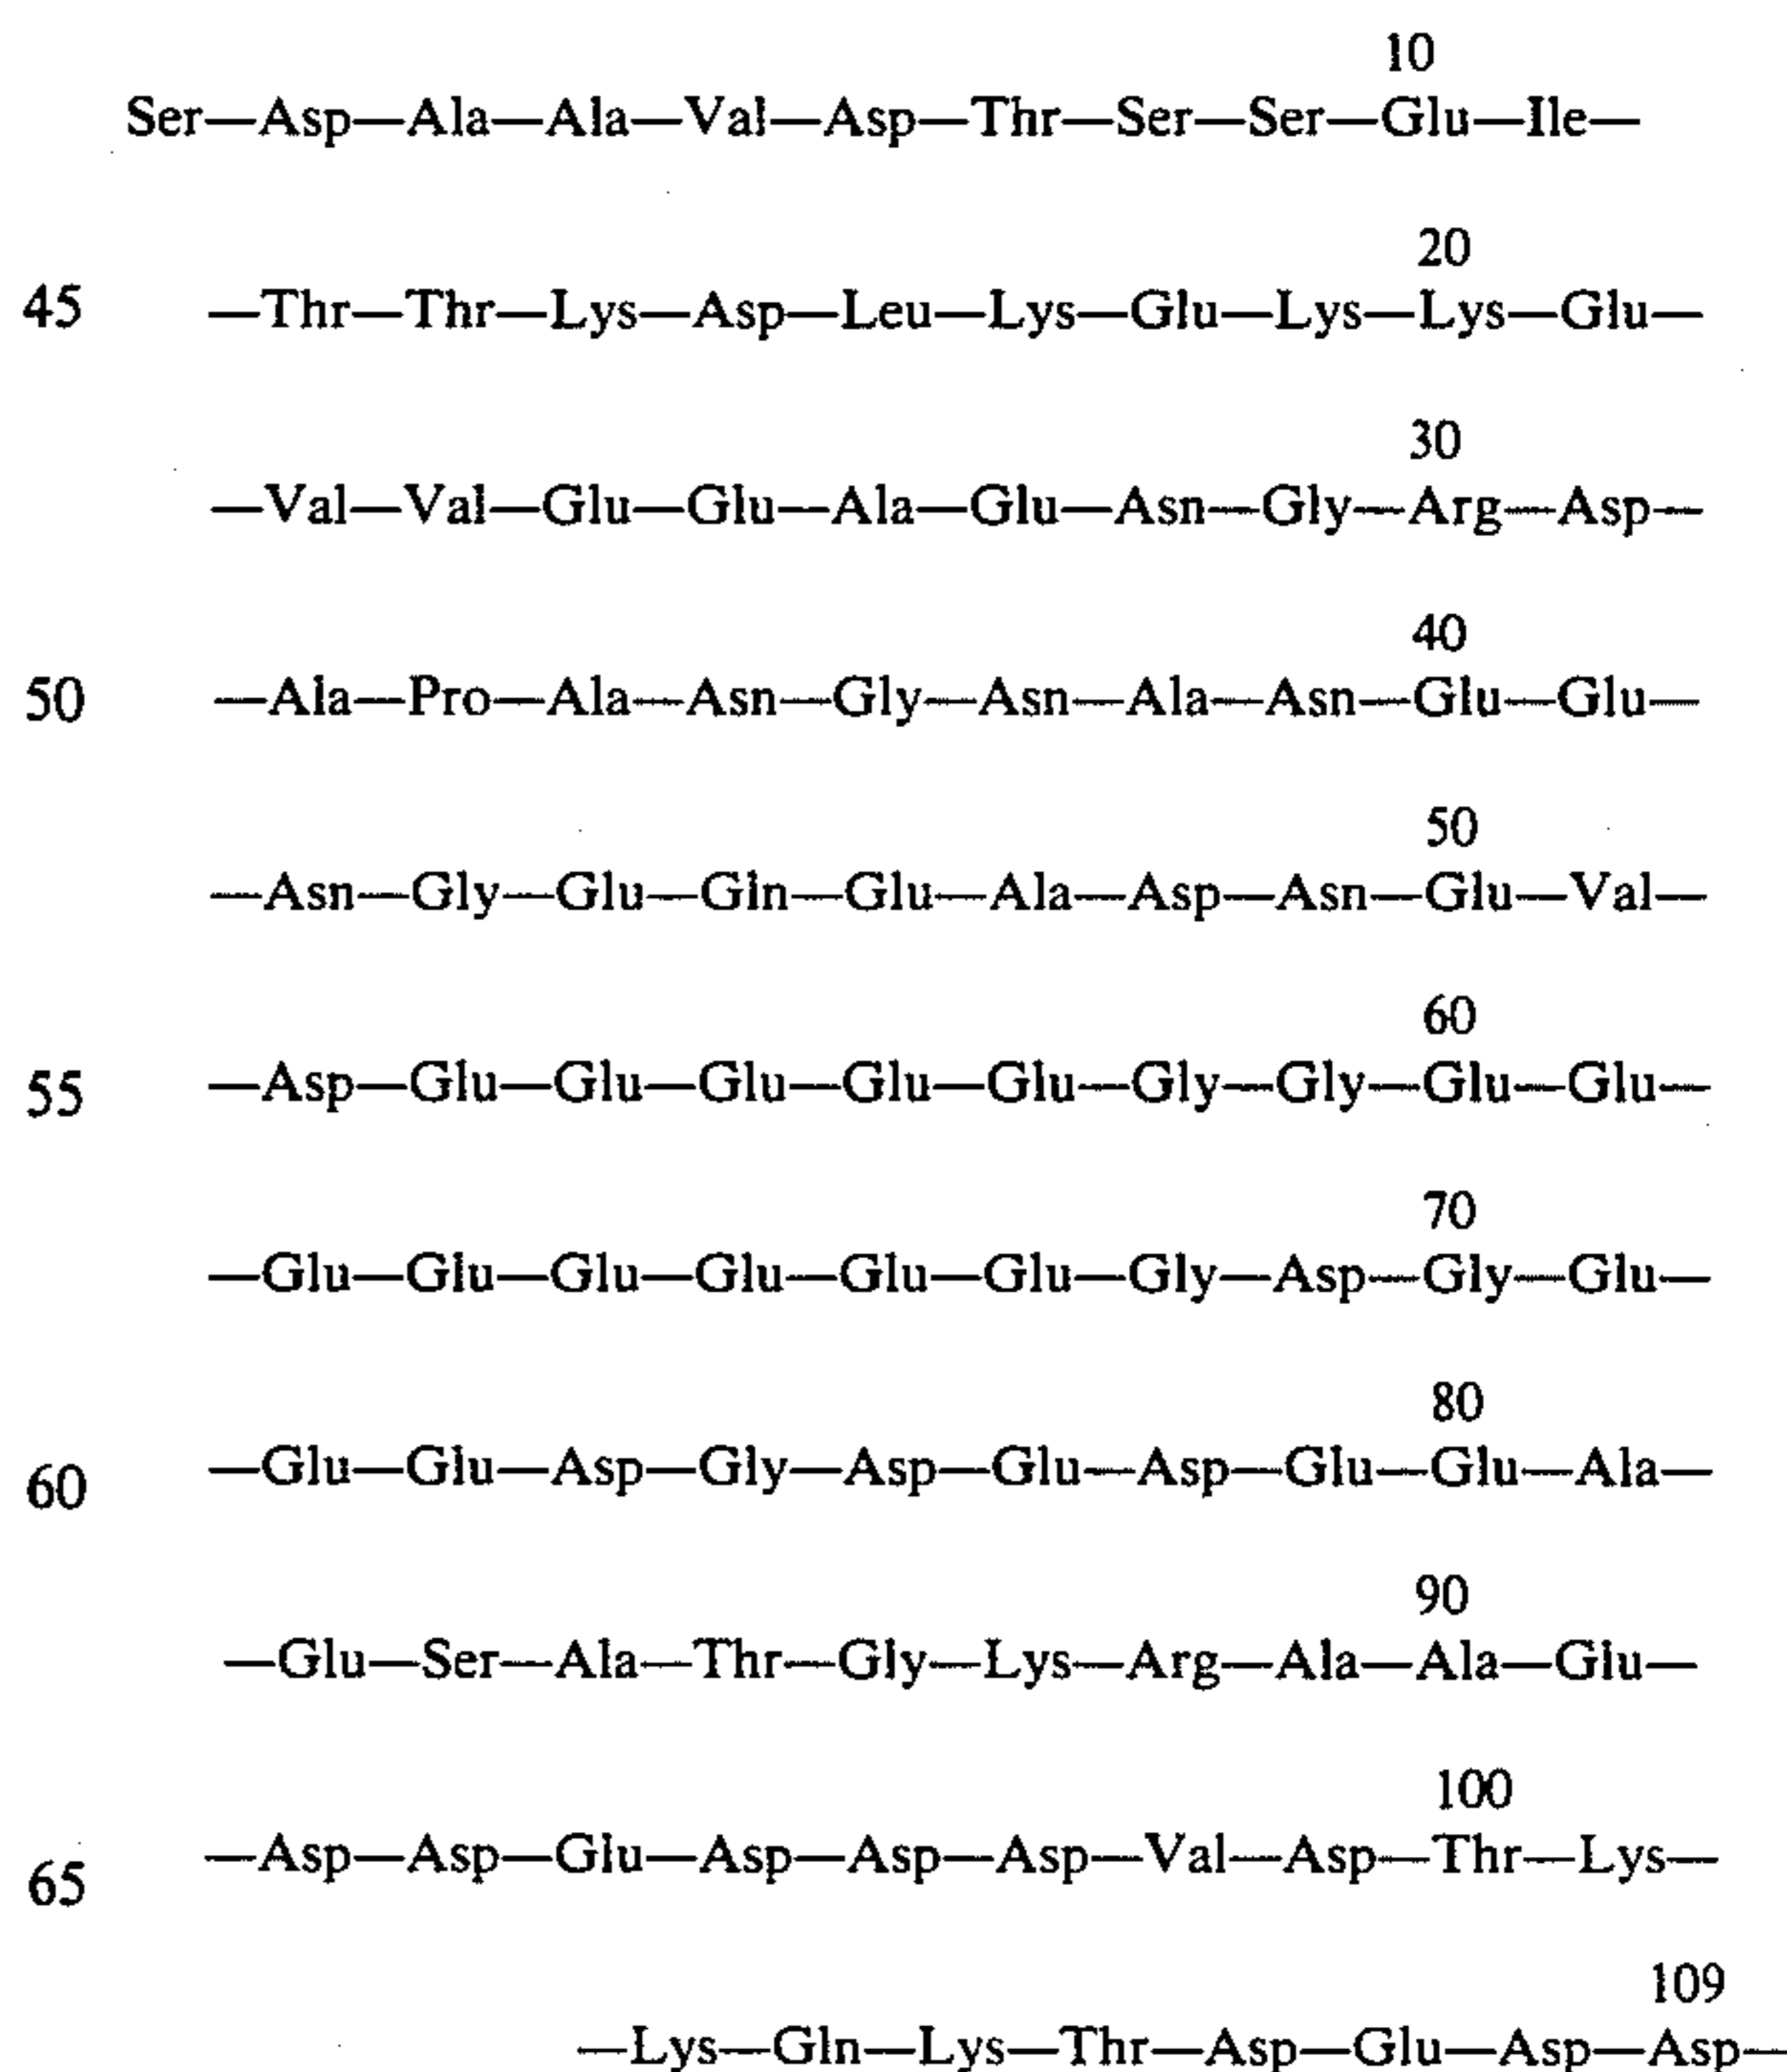 10
Ser—Asp—Ala—Ala—Val—Asp—Thr—Ser—Ser—Glu—Ile—
20
45 —Thr—Thr—Lys—Asp—Leu—Lys—Glu—Lys—Lys—Glu—
30
—Val—Val—Glu—Glu—Ala—Glu—Asn—Gly—Arg—Asp—
40
50 —Ala—Pro—Ala—Asn—Gly—Asn—Ala—Asn—Glu—Glu—
50
—Asn—Gly—Glu—Gln—Glu—Ala—Asp—Asn—Glu—Val—
60
55 —Asp—Glu—Glu—Glu—Glu—Glu—Gly—Gly—Glu—Glu—
70
—Glu—Glu—Glu—Glu—Glu—Glu—Gly—Asp—Gly—Glu—
80
60 —Glu—Glu—Asp—Gly—Asp—Glu—Asp—Glu—Glu—Ala—
90
—Glu—Ser—Ala—Thr—Gly—Lys—Arg—Ala—Ala—Glu—
100
65 —Asp—Asp—Glu—Asp—Asp—Asp—Val—Asp—Thr—Lys—
109
—Lys—Gln—Lys—Thr—Asp—Glu—Asp—Asp—